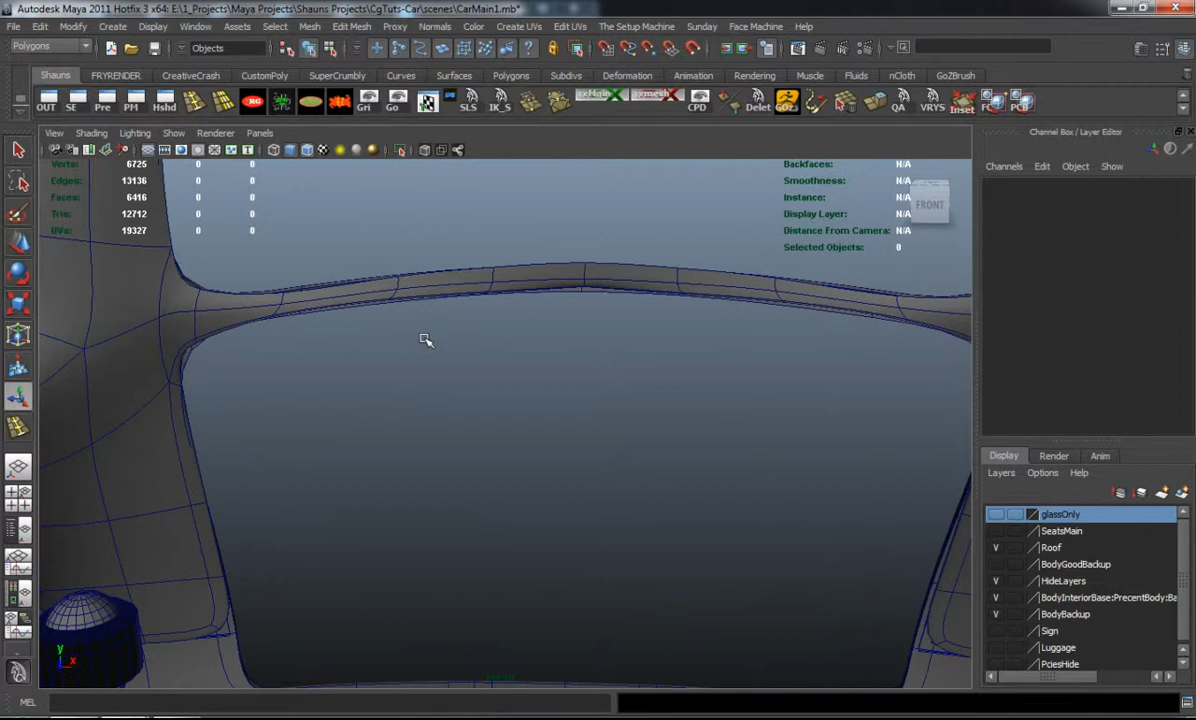 Autodesk Maya 2011 Hotfix 3 x64: E:\1_Projects\Maya Projects\Shauns Projects\CgTuts-Car\scenes\CarMain1.mb*
File Edit Modify Create Display Window Assets Select Mesh Edit Mesh Proxy Normals Color Create UVs Edit UVs The Setup Machine Sunday Face Machine Help
Polygons Objects
Shauns FRYRENDER CreativeCrash CustomPoly SuperCrumbly Curves Surfaces Polygons Subdivs Deformation Animation Rendering Muscle Fluids nCloth GoZBrush
OUT SE Pre PM Hshd Gri Go SLS IK_S CPD Delet GOZ QA VRYS Inset PCB
View Shading Lighting Show Renderer Panels
Channel Box / Layer Editor
Channels Edit Object Show
Verts: 6725 0 0
Edges: 13136 0 0
Faces: 6416 0 0
Tris: 12712 0 0
UVs: 19327 0 0
Backfaces: N/A
Smoothness: N/A
Instance: N/A
Display Layer: N/A
Distance From Camera: N/A
Selected Objects: 0
FRONT
Display Render Anim
Layers Options Help
glassOnly
SeatsMain
V Roof
BodyGoodBackup
V HideLayers
V BodyInteriorBase:PrecentBody:Ba
V BodyBackup
Sign
Luggage
PciesHide
y
z x
MEL